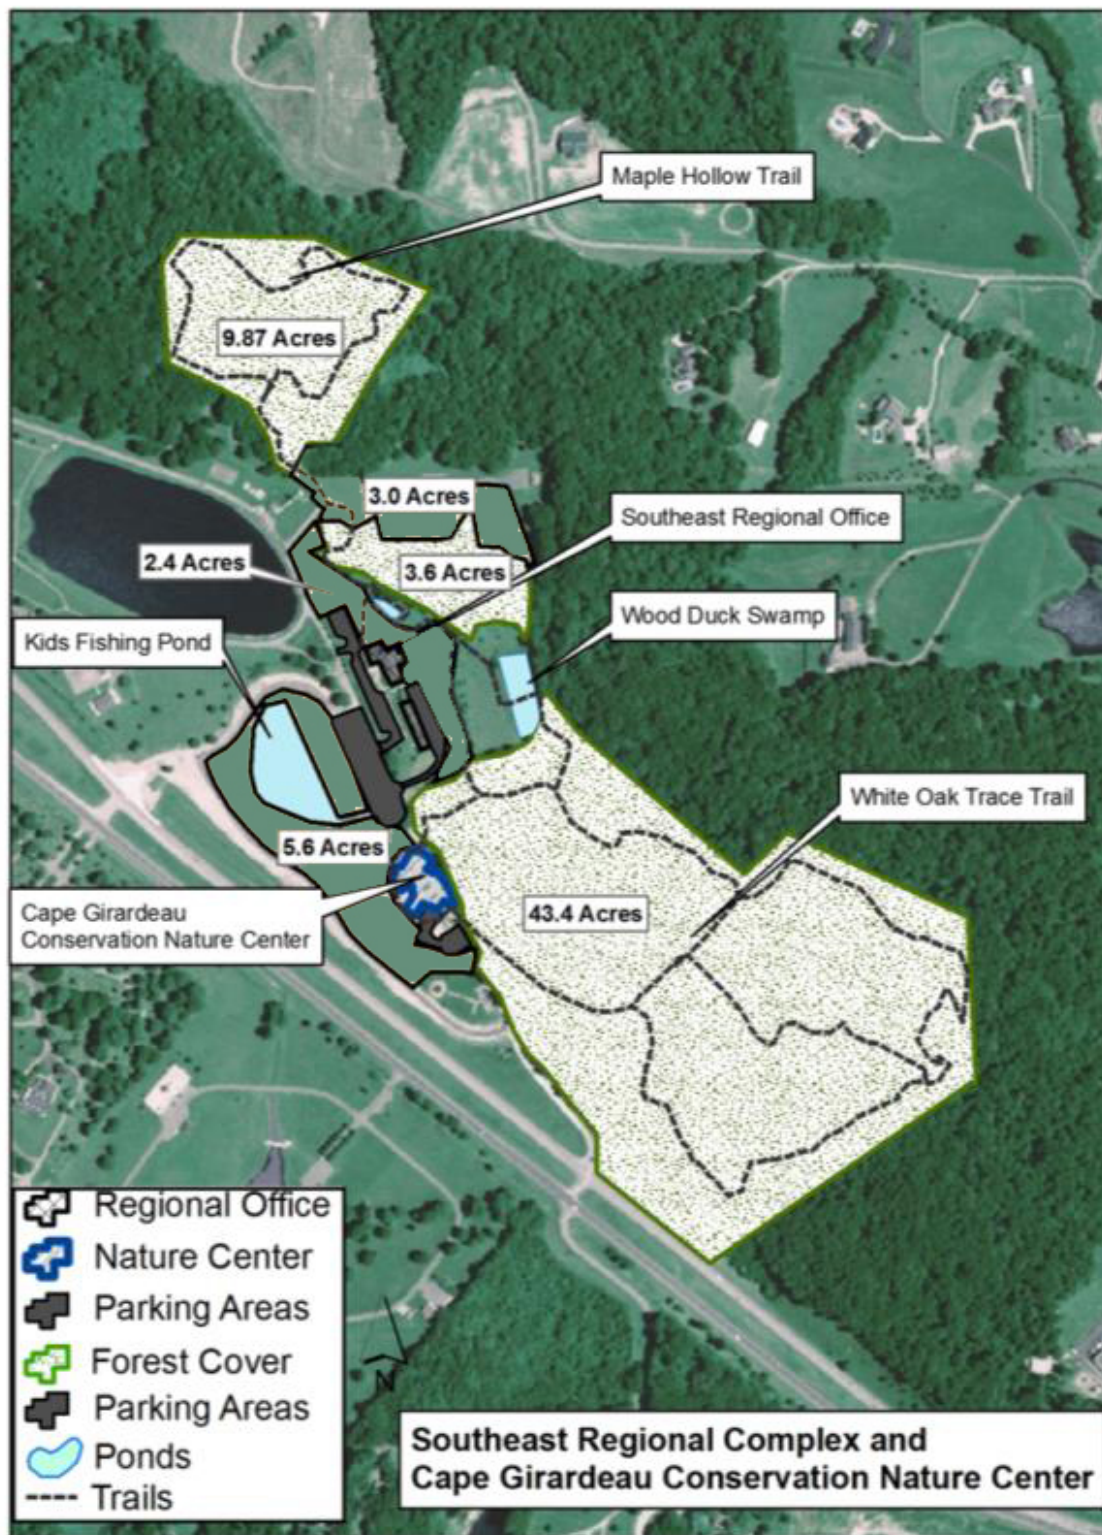 Maple Hollow Trail
9.87 Acres
3.0 Acres
Southeast Regional Office
2.4 Acres
3.6 Acres
Wood Duck Swamp
Kids Fishing Pond
White Oak Trace Trail
5.6 Acres
43.4 Acres
Cape Girardeau
Conservation Nature Center
Regional Office
Nature Center
Parking Areas
Forest Cover
Parking Areas
Ponds
Trails
N
Southeast Regional Complex and
Cape Girardeau Conservation Nature Center